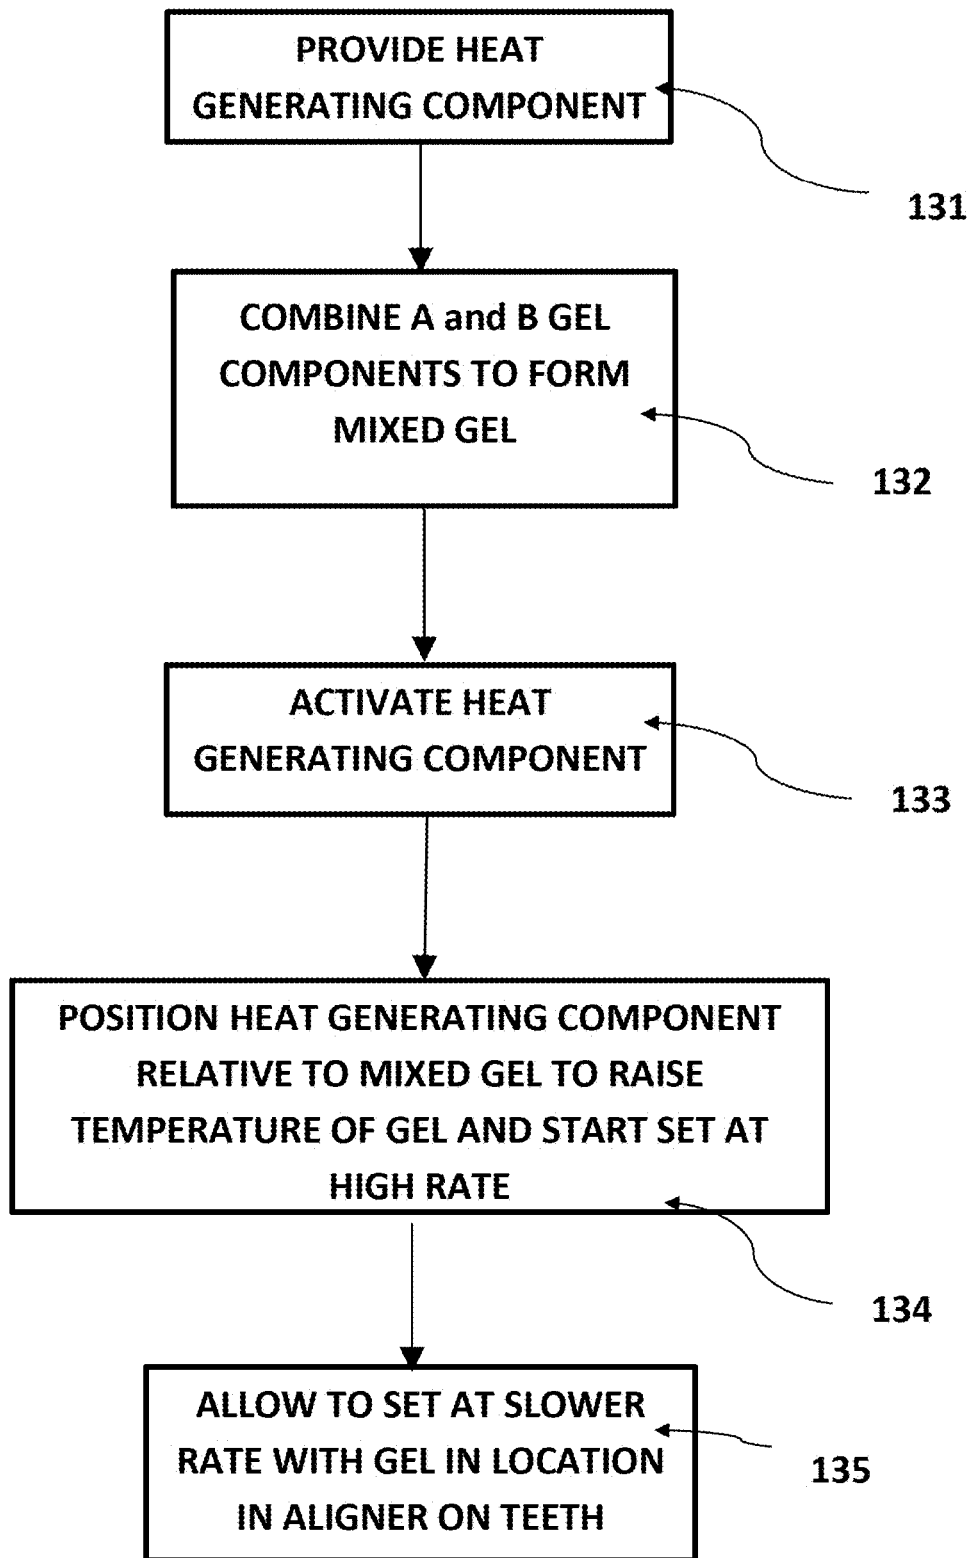 PROVIDE HEAT
GENERATING COMPONENT
131
COMBINE A and B GEL
COMPONENTS TO FORM
MIXED GEL
132
ACTIVATE HEAT
GENERATING COMPONENT
133
POSITION HEAT GENERATING COMPONENT
RELATIVE TO MIXED GEL TO RAISE
TEMPERATURE OF GEL AND START SET AT
HIGH RATE
134
ALLOW TO SET AT SLOWER
RATE WITH GEL IN LOCATION
IN ALIGNER ON TEETH
135